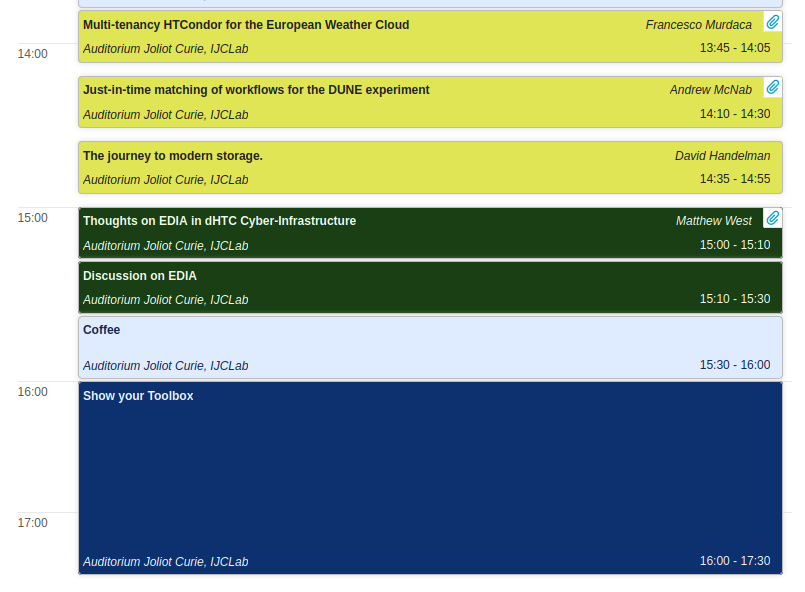 Multi-tenancy HTCondor for the European Weather Cloud Francesco Murdaca
14:00 Auditorium Joliot Curie, IJCLab 13:45 - 14:05
Just-in-time matching of workflows for the DUNE experiment Andrew McNab
Auditorium Joliot Curie, IJCLab 14:10 - 14:30
The journey to modern storage. David Handelman
Auditorium Joliot Curie, IJCLab 14:35 - 14:55
15:00 Thoughts on EDIA in dHTC Cyber-Infrastructure Matthew West
Auditorium Joliot Curie, IJCLab 15:00 - 15:10
Discussion on EDIA
Auditorium Joliot Curie, IJCLab 15:10 - 15:30
Coffee
Auditorium Joliot Curie, IJCLab 15:30 - 16:00
16:00 Show your Toolbox
17:00
Auditorium Joliot Curie, IJCLab 16:00 - 17:30